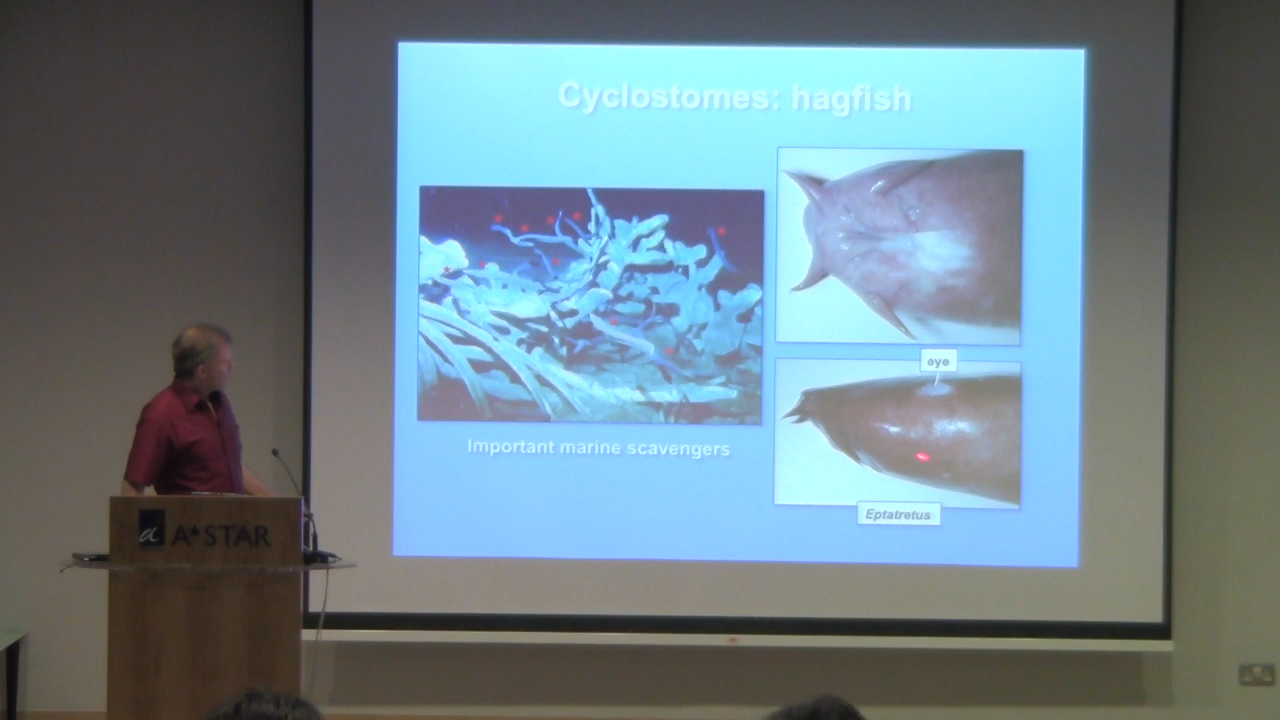 Cyclostomes: hagfish
Important marine scavengers
eye
Eptatretus
a A*STAR